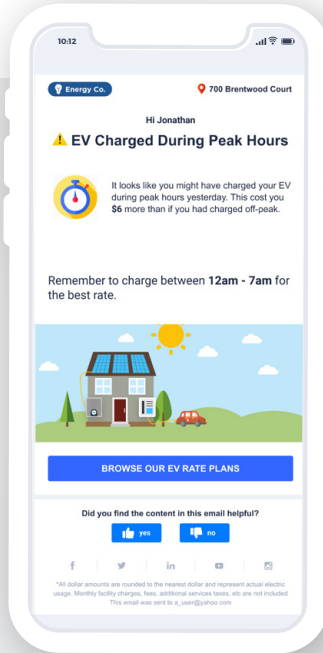 10:12
Energy Co.
700 Brentwood Court
Hi Jonathan
EV Charged During Peak Hours
It looks like you might have charged your EV
during peak hours yesterday. This cost you
$6 more than if you had charged off-peak.
Remember to charge between 12am - 7am for
the best rate.
BROWSE OUR EV RATE PLANS
Did you find the content in this email helpful?
yes
no
*All dollar amounts are rounded to the nearest dollar and represent actual electric
usage. Monthly facility charges, fees, additional services taxes, etc are not included
This email was sent to a_user@yahoo.com